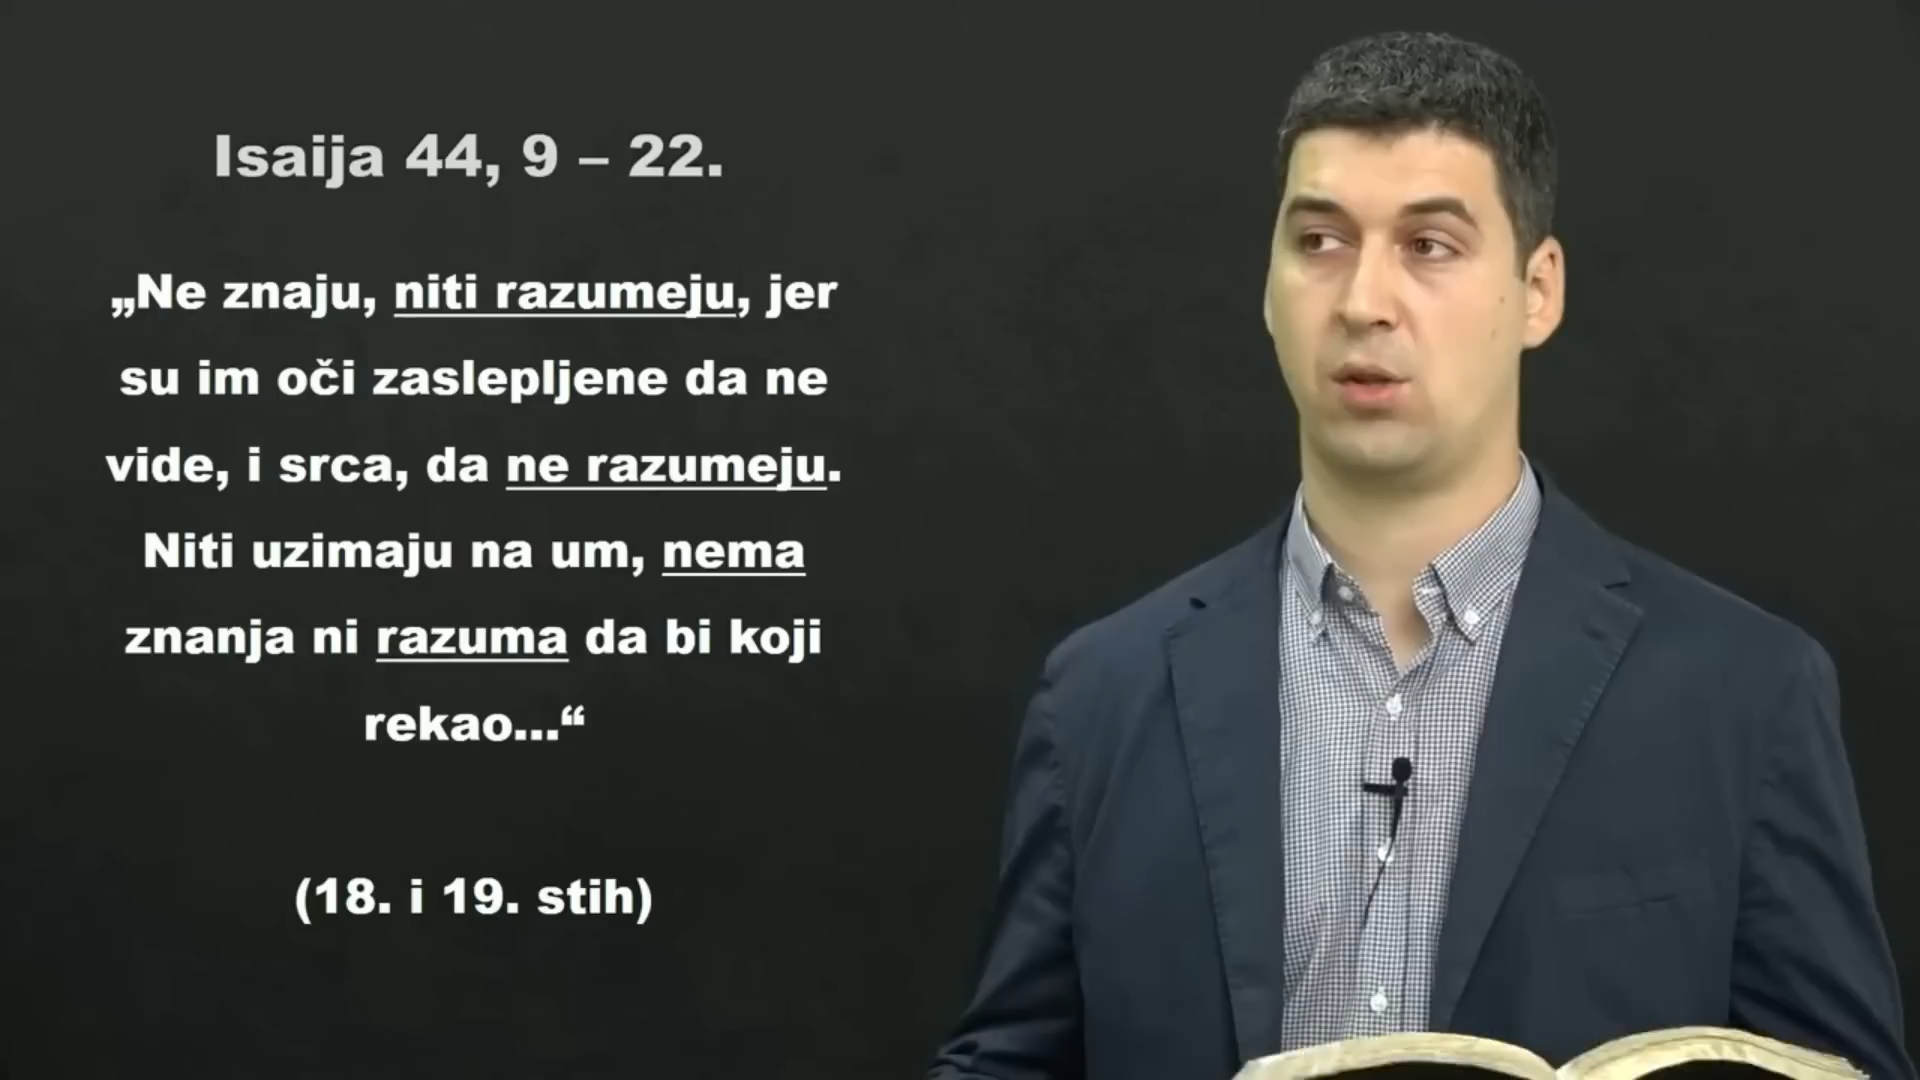 Isaija 44, 9 – 22.
„Ne znaju, niti razumeju, jer
su im oči zaslepljene da ne
vide, i srca, da ne razumeju.
Niti uzimaju na um, nema
znanja ni razuma da bi koji
rekao...“
(18. i 19. stih)